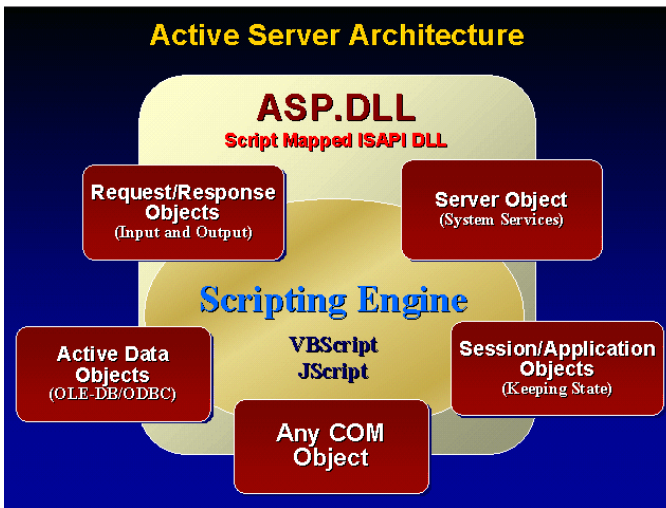 Active Server Architecture
ASP.DLL
Script Mapped ISAPI DLL
Request/Response
Objects
(Input and Output)
Server Object
(System Services)
Scripting Engine
VBScript
JScript
Active Data
Objects
(OLE-DB/ODBC)
Session/Application
Objects
(Keeping State)
Any COM
Object